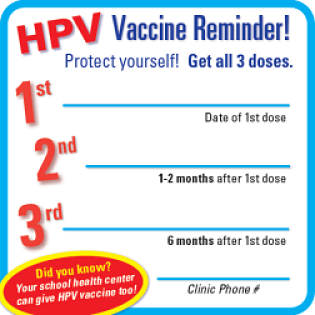 HPV Vaccine Reminder!
Protect yourself! Get all 3 doses.
1st
Date of 1st dose
2nd
1-2 months after 1st dose
3rd
6 months after 1st dose
Did you know?
Your school health center
can give HPV vaccine too!
Clinic Phone #